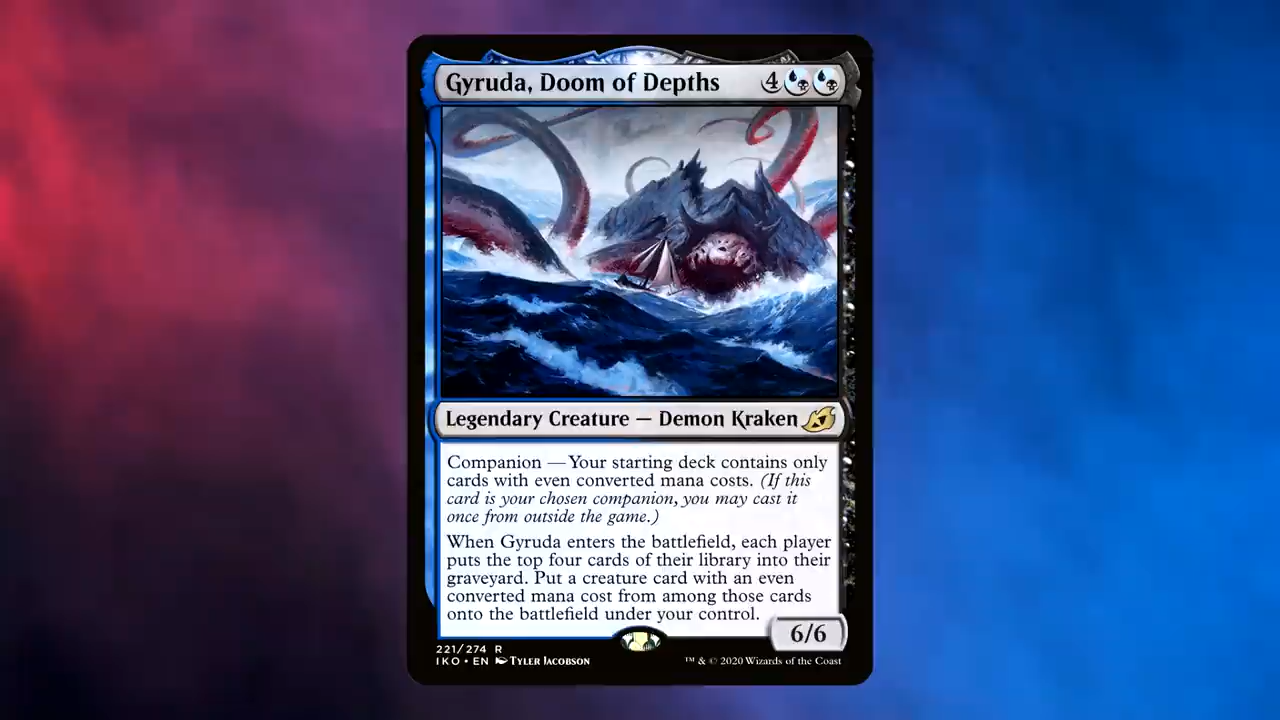 Gyruda, Doom of Depths 4
Legendary Creature — Demon Kraken
Companion — Your starting deck contains only
cards with even converted mana costs. (If this
card is your chosen companion, you may cast it
once from outside the game.)
When Gyruda enters the battlefield, each player
puts the top four cards of their library into their
graveyard. Put a creature card with an even
converted mana cost from among those cards
onto the battlefield under your control.
6/6
221/274 R
IKO • EN Tyler Jacobson
™ & © 2020 Wizards of the Coast